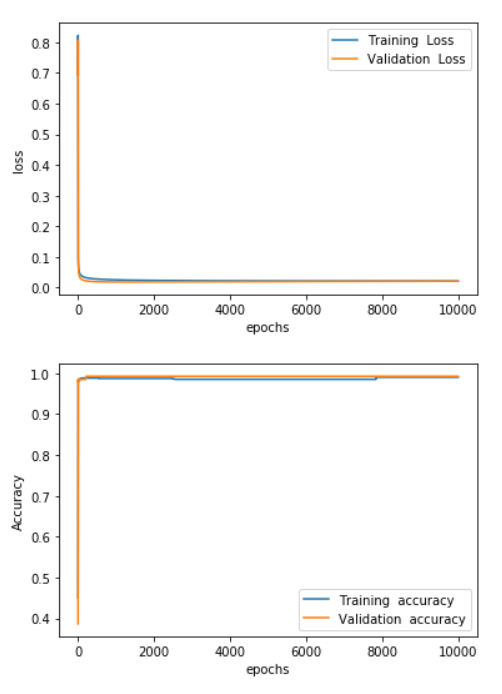 0.8
0.7
0.6
0.5
0.4
0.3
0.2
0.1
0.0
loss
Training Loss
Validation Loss
0 2000 4000 6000 8000 10000
epochs
1.0
0.9
0.8
0.7
0.6
0.5
0.4
Accuracy
Training accuracy
Validation accuracy
0 2000 4000 6000 8000 10000
epochs